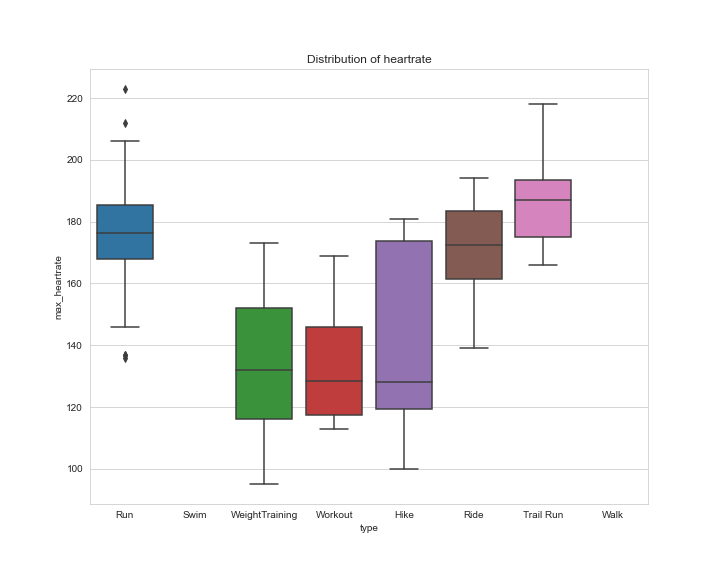 Distribution of heartrate
max_heartrate
220
200
180
160
140
120
100
Run Swim WeightTraining Workout Hike Ride Trail Run Walk
type